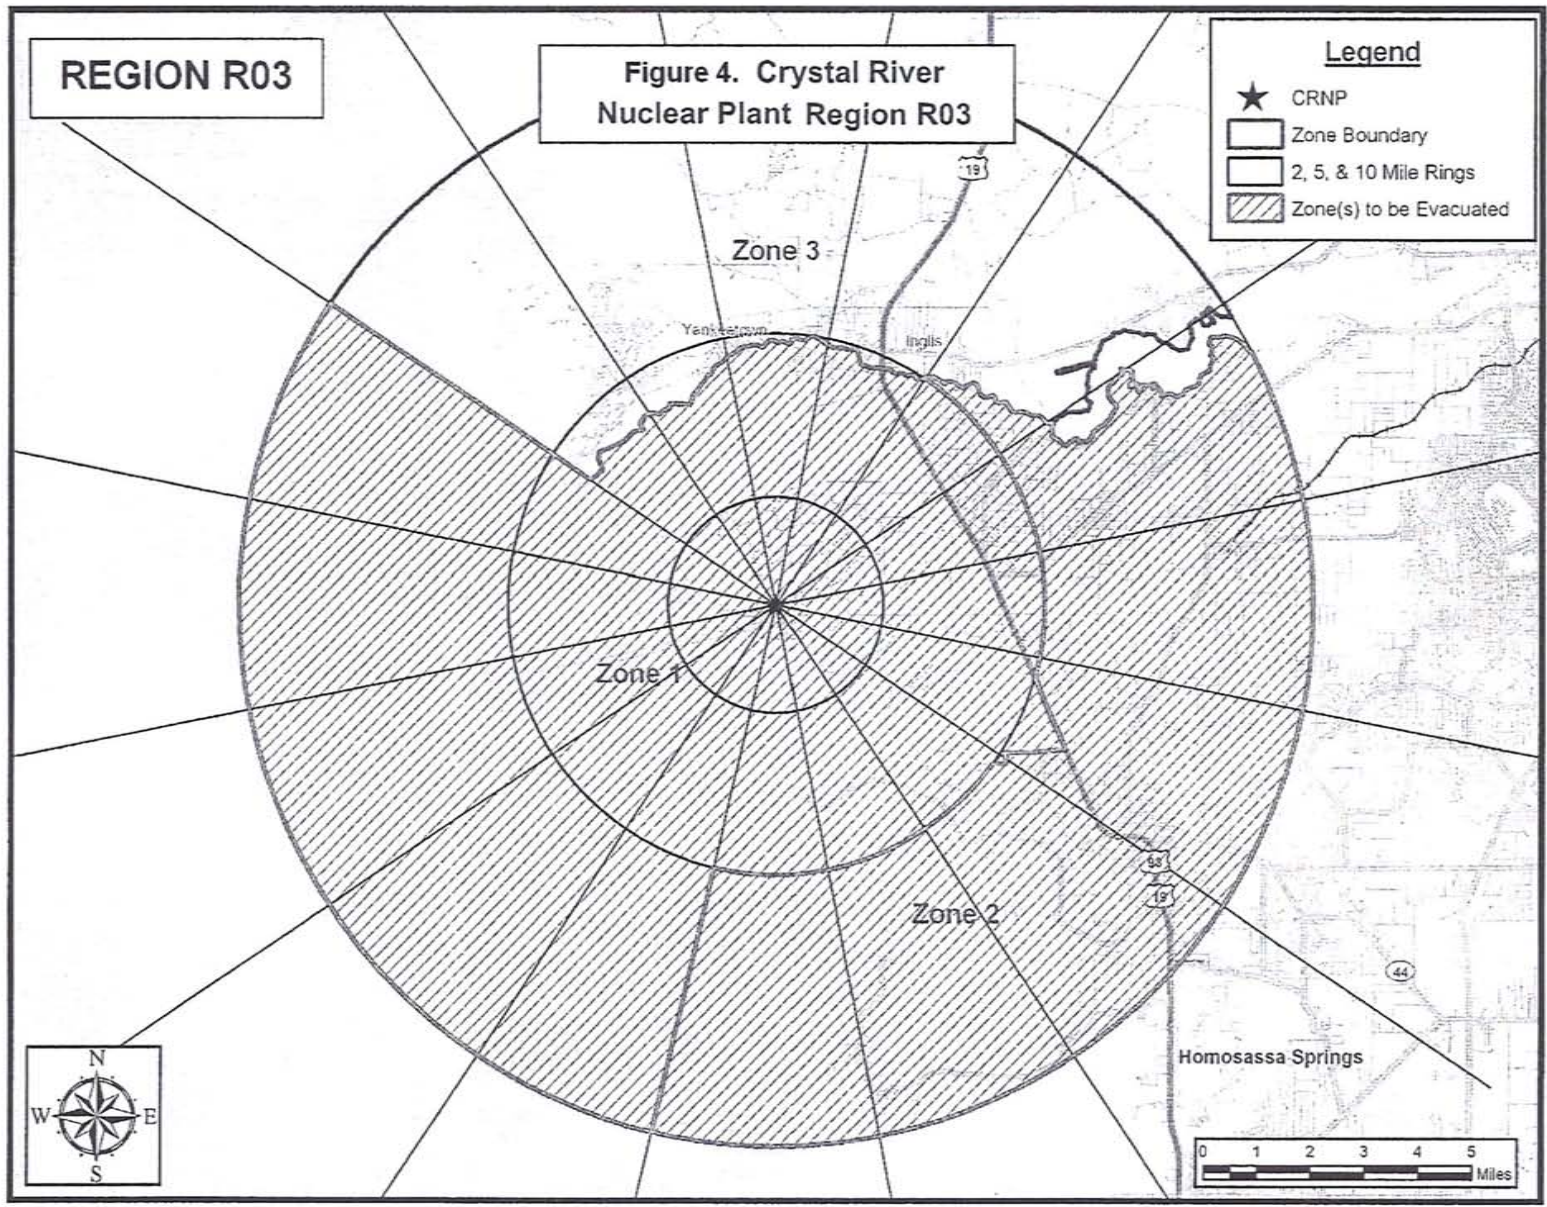 REGION R03
Figure 4. Crystal River
Nuclear Plant Region R03
Legend
CRNP
Zone Boundary
2, 5, & 10 Mile Rings
Zone(s) to be Evacuated
19
Zone 3
Yankeetown
Inglis
Zone 1
98
19
Zone 2
44
Homosassa Springs
N
W E
S
0 1 2 3 4 5
Miles